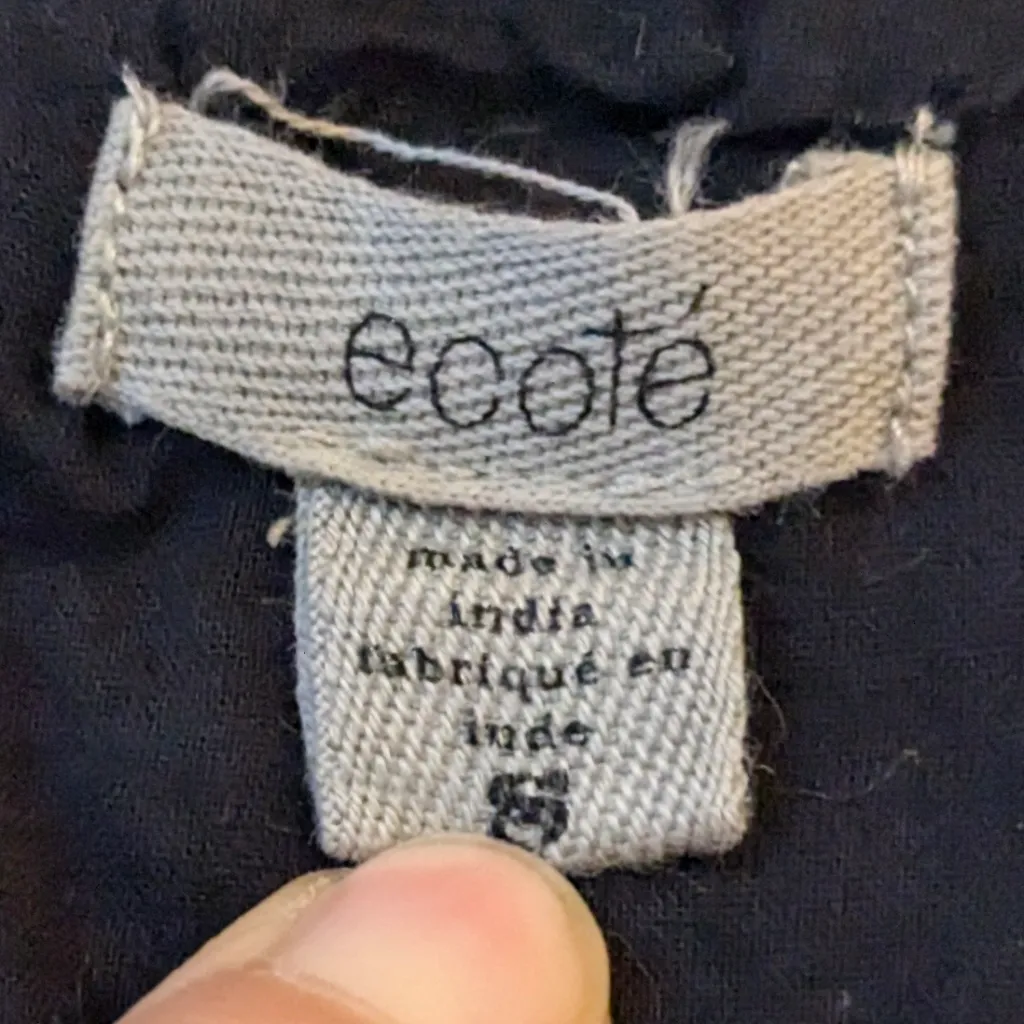 ecoté
made in
india
fabriqué en
inde
S